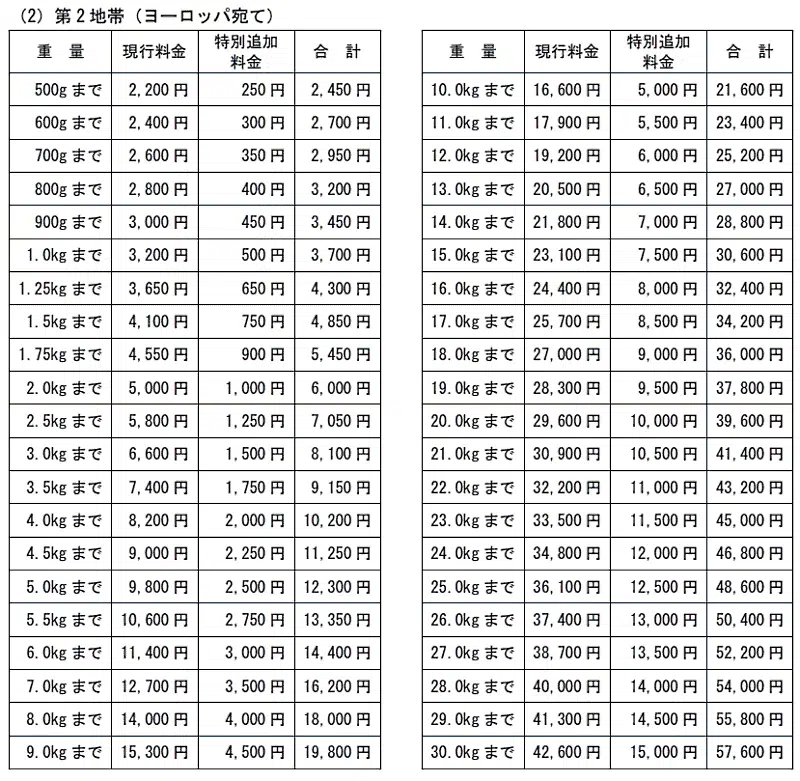 （2）第２地帯（ヨーロッパ宛て）
重　量 現行料金 特別追加料金 合　計
500g まで 2,200 円 250 円 2,450 円
600g まで 2,400 円 300 円 2,700 円
700g まで 2,600 円 350 円 2,950 円
800g まで 2,800 円 400 円 3,200 円
900g まで 3,000 円 450 円 3,450 円
1.0kg まで 3,200 円 500 円 3,700 円
1.25kg まで 3,650 円 650 円 4,300 円
1.5kg まで 4,100 円 750 円 4,850 円
1.75kg まで 4,550 円 900 円 5,450 円
2.0kg まで 5,000 円 1,000 円 6,000 円
2.5kg まで 5,800 円 1,250 円 7,050 円
3.0kg まで 6,600 円 1,500 円 8,100 円
3.5kg まで 7,400 円 1,750 円 9,150 円
4.0kg まで 8,200 円 2,000 円 10,200 円
4.5kg まで 9,000 円 2,250 円 11,250 円
5.0kg まで 9,800 円 2,500 円 12,300 円
5.5kg まで 10,600 円 2,750 円 13,350 円
6.0kg まで 11,400 円 3,000 円 14,400 円
7.0kg まで 12,700 円 3,500 円 16,200 円
8.0kg まで 14,000 円 4,000 円 18,000 円
9.0kg まで 15,300 円 4,500 円 19,800 円
重　量 現行料金 特別追加料金 合　計
10.0kg まで 16,600 円 5,000 円 21,600 円
11.0kg まで 17,900 円 5,500 円 23,400 円
12.0kg まで 19,200 円 6,000 円 25,200 円
13.0kg まで 20,500 円 6,500 円 27,000 円
14.0kg まで 21,800 円 7,000 円 28,800 円
15.0kg まで 23,100 円 7,500 円 30,600 円
16.0kg まで 24,400 円 8,000 円 32,400 円
17.0kg まで 25,700 円 8,500 円 34,200 円
18.0kg まで 27,000 円 9,000 円 36,000 円
19.0kg まで 28,300 円 9,500 円 37,800 円
20.0kg まで 29,600 円 10,000 円 39,600 円
21.0kg まで 30,900 円 10,500 円 41,400 円
22.0kg まで 32,200 円 11,000 円 43,200 円
23.0kg まで 33,500 円 11,500 円 45,000 円
24.0kg まで 34,800 円 12,000 円 46,800 円
25.0kg まで 36,100 円 12,500 円 48,600 円
26.0kg まで 37,400 円 13,000 円 50,400 円
27.0kg まで 38,700 円 13,500 円 52,200 円
28.0kg まで 40,000 円 14,000 円 54,000 円
29.0kg まで 41,300 円 14,500 円 55,800 円
30.0kg まで 42,600 円 15,000 円 57,600 円